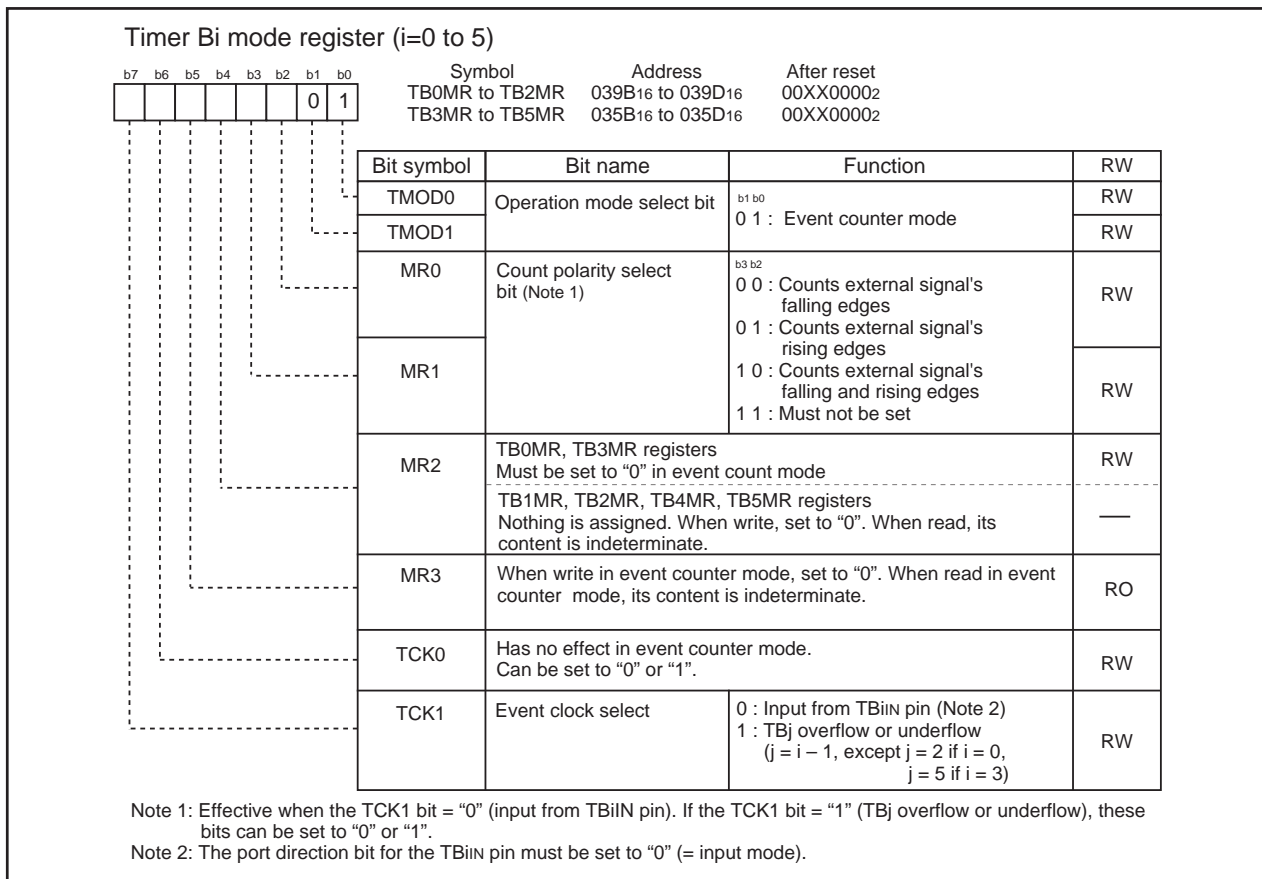 Timer Bi mode register (i=0 to 5)
b7 b6 b5 b4 b3 b2 b1 b0
0 1
Symbol Address After reset
TB0MR to TB2MR 039B16 to 039D16 00XX00002
TB3MR to TB5MR 035B16 to 035D16 00XX00002
Bit symbol Bit name Function RW
TMOD0 Operation mode select bit b1 b0 RW
0 1 : Event counter mode
TMOD1 RW
MR0 Count polarity select b3 b2
bit (Note 1) 0 0 : Counts external signal's
falling edges RW
0 1 : Counts external signal's
rising edges
MR1 1 0 : Counts external signal's
falling and rising edges RW
1 1 : Must not be set
MR2 TB0MR, TB3MR registers RW
Must be set to “0” in event count mode
TB1MR, TB2MR, TB4MR, TB5MR registers
Nothing is assigned. When write, set to “0”. When read, its —
content is indeterminate.
MR3 When write in event counter mode, set to “0”. When read in event RO
counter mode, its content is indeterminate.
TCK0 Has no effect in event counter mode. RW
Can be set to “0” or “1”.
TCK1 Event clock select 0 : Input from TBiIN pin (Note 2)
1 : TBj overflow or underflow RW
(j = i – 1, except j = 2 if i = 0,
j = 5 if i = 3)
Note 1: Effective when the TCK1 bit = “0” (input from TBiIN pin). If the TCK1 bit = “1” (TBj overflow or underflow), these
bits can be set to “0” or “1”.
Note 2: The port direction bit for the TBiIN pin must be set to “0” (= input mode).